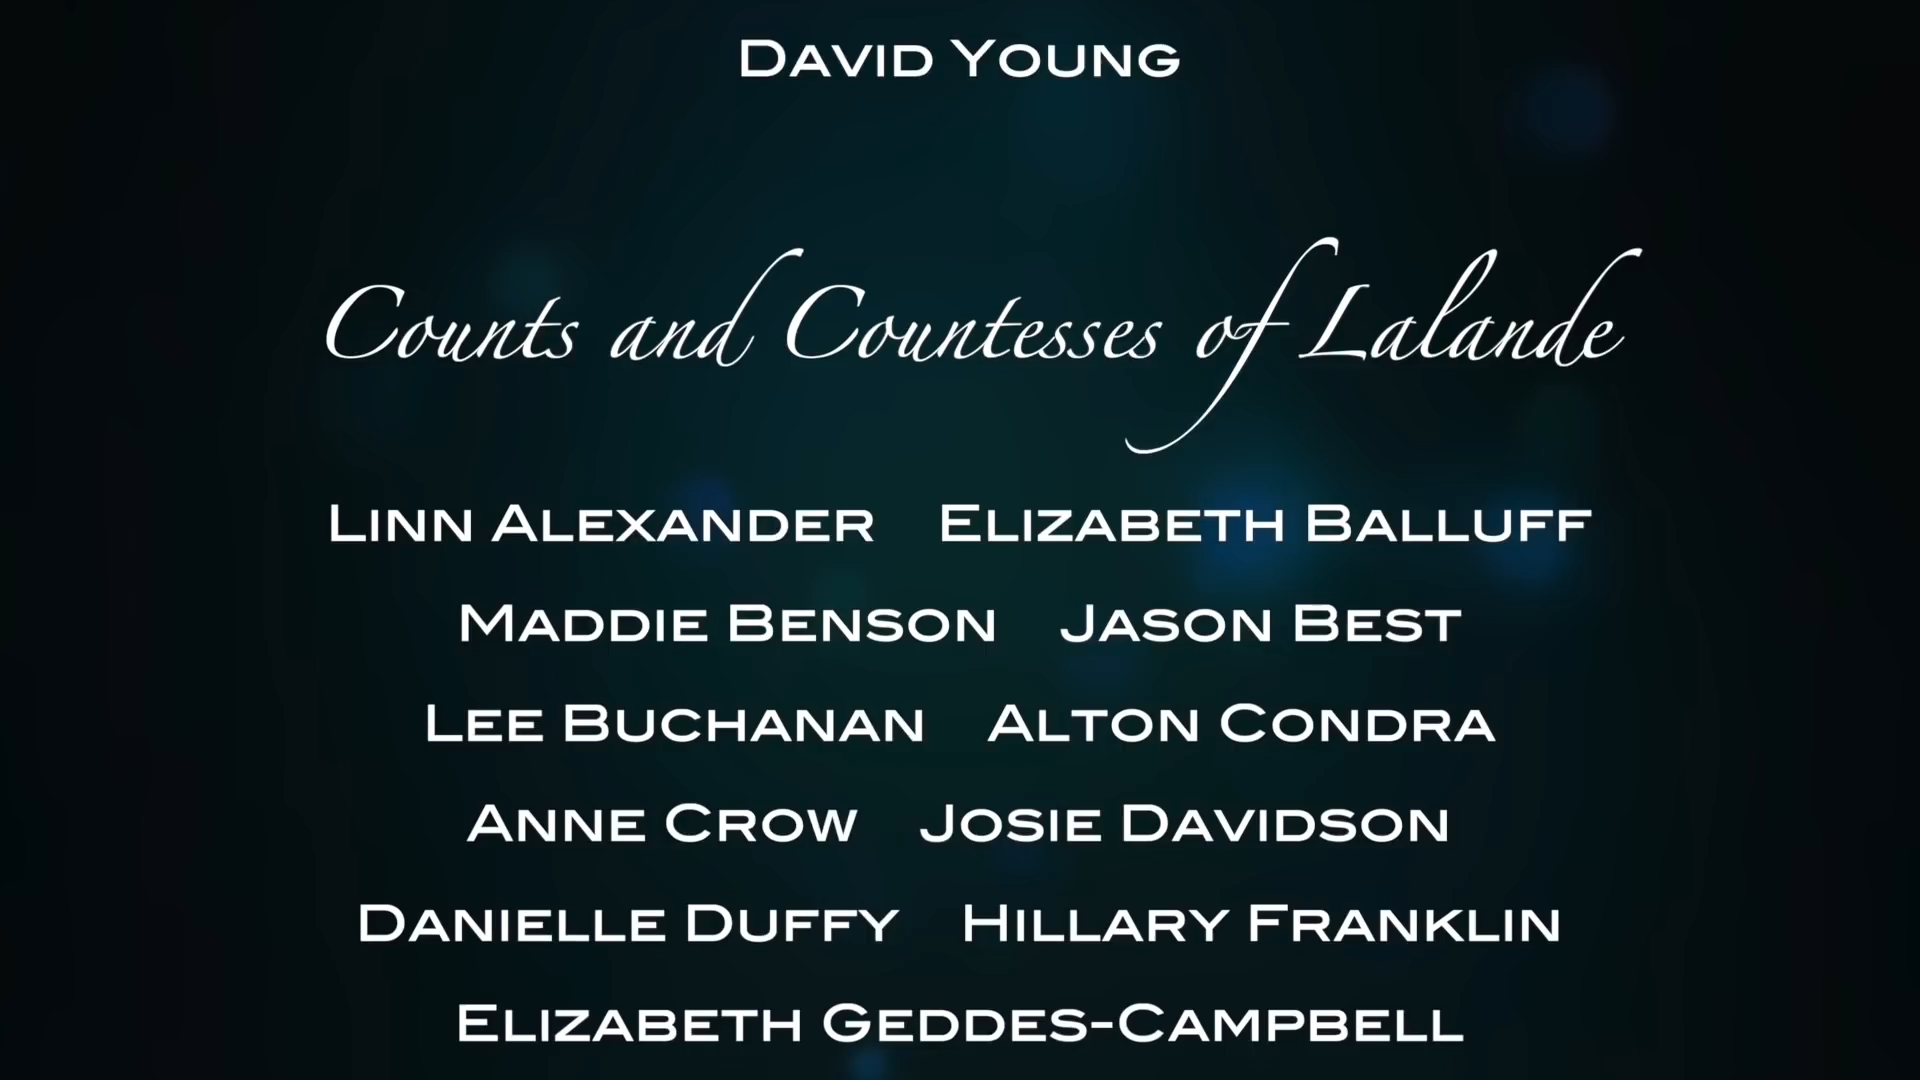 David Young
Counts and Countesses of Lalande
Linn Alexander Elizabeth Balluff
Maddie Benson Jason Best
Lee Buchanan Alton Condra
Anne Crow Josie Davidson
Danielle Duffy Hillary Franklin
Elizabeth Geddes-Campbell